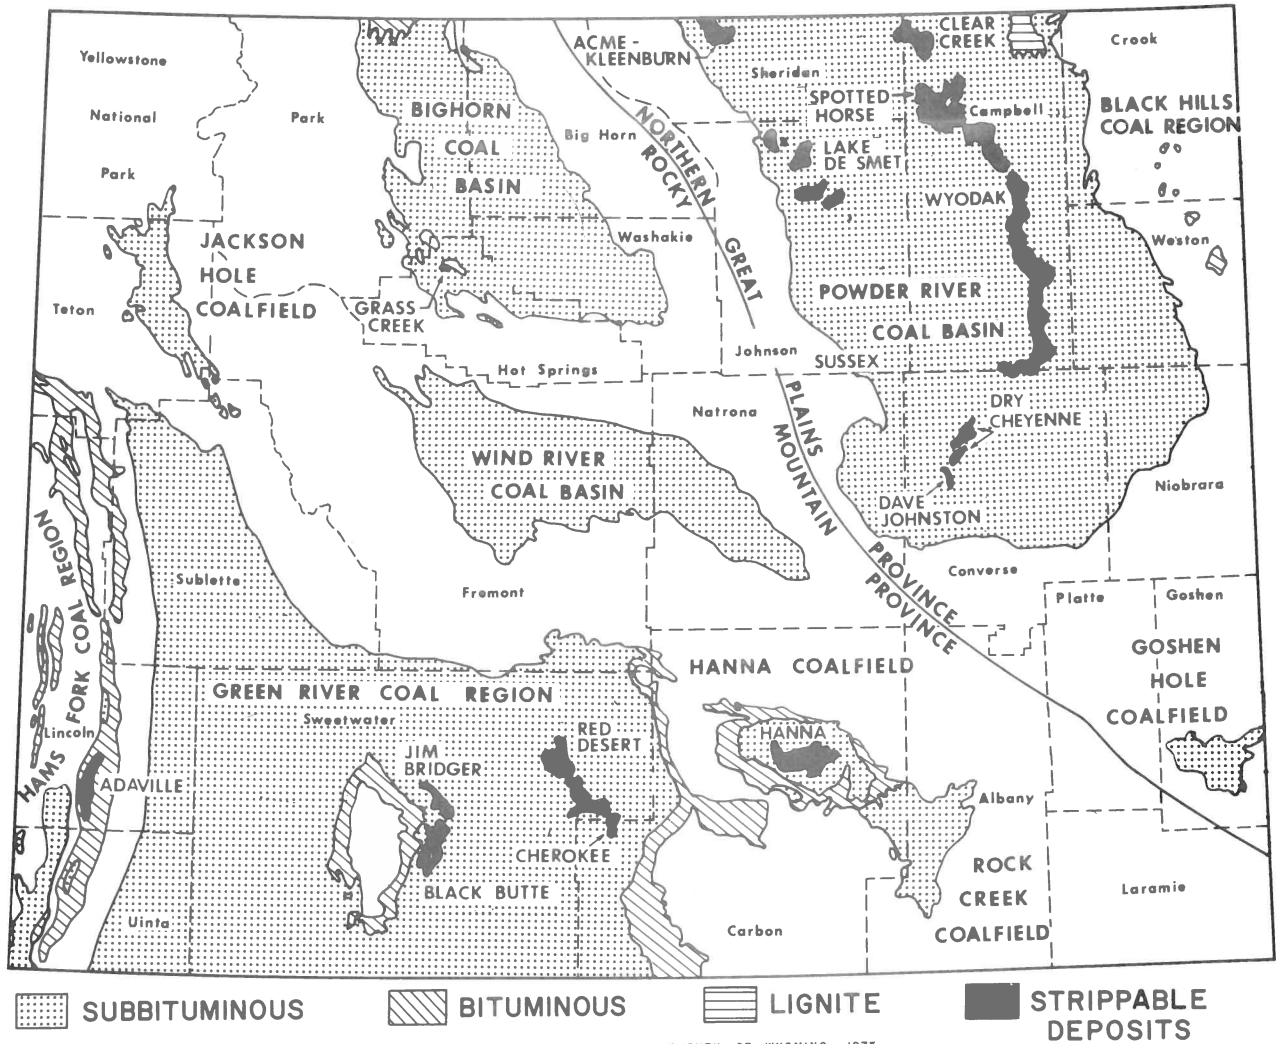 Yellowstone
National
Park
Park
BIGHORN
COAL
BASIN
Big Horn
ACME-
KLEENBURN
Sheridan
CLEAR
CREEK
Crook
SPOTTED
HORSE
Campbell
BLACK HILLS
COAL REGION
LAKE
DE SMET
WYODAK
NORTHERN
ROCKY
GREAT
Washakie
Weston
JACKSON
HOLE
COALFIELD
Teton
GRASS
CREEK
POWDER RIVER
COAL BASIN
Johnson
SUSSEX
Hot Springs
Natrona
PLAINS
MOUNTAIN
DRY
CHEYENNE
WIND RIVER
COAL BASIN
DAVE
JOHNSTON
Niobrara
PROVINCE
PROVINCE
Converse
Sublette
Fremont
Platte
Goshen
HAMS FORK COAL REGION
GOSHEN
HOLE
COALFIELD
HANNA COALFIELD
GREEN RIVER COAL REGION
Sweetwater
Lincoln
HANNA
RED
DESERT
JIM
BRIDGER
ADAVILLE
Albany
CHEROKEE
BLACK BUTTE
ROCK
CREEK
COALFIELD
Laramie
Uinta
Carbon
SUBBITUMINOUS
BITUMINOUS
LIGNITE
STRIPPABLE
DEPOSITS